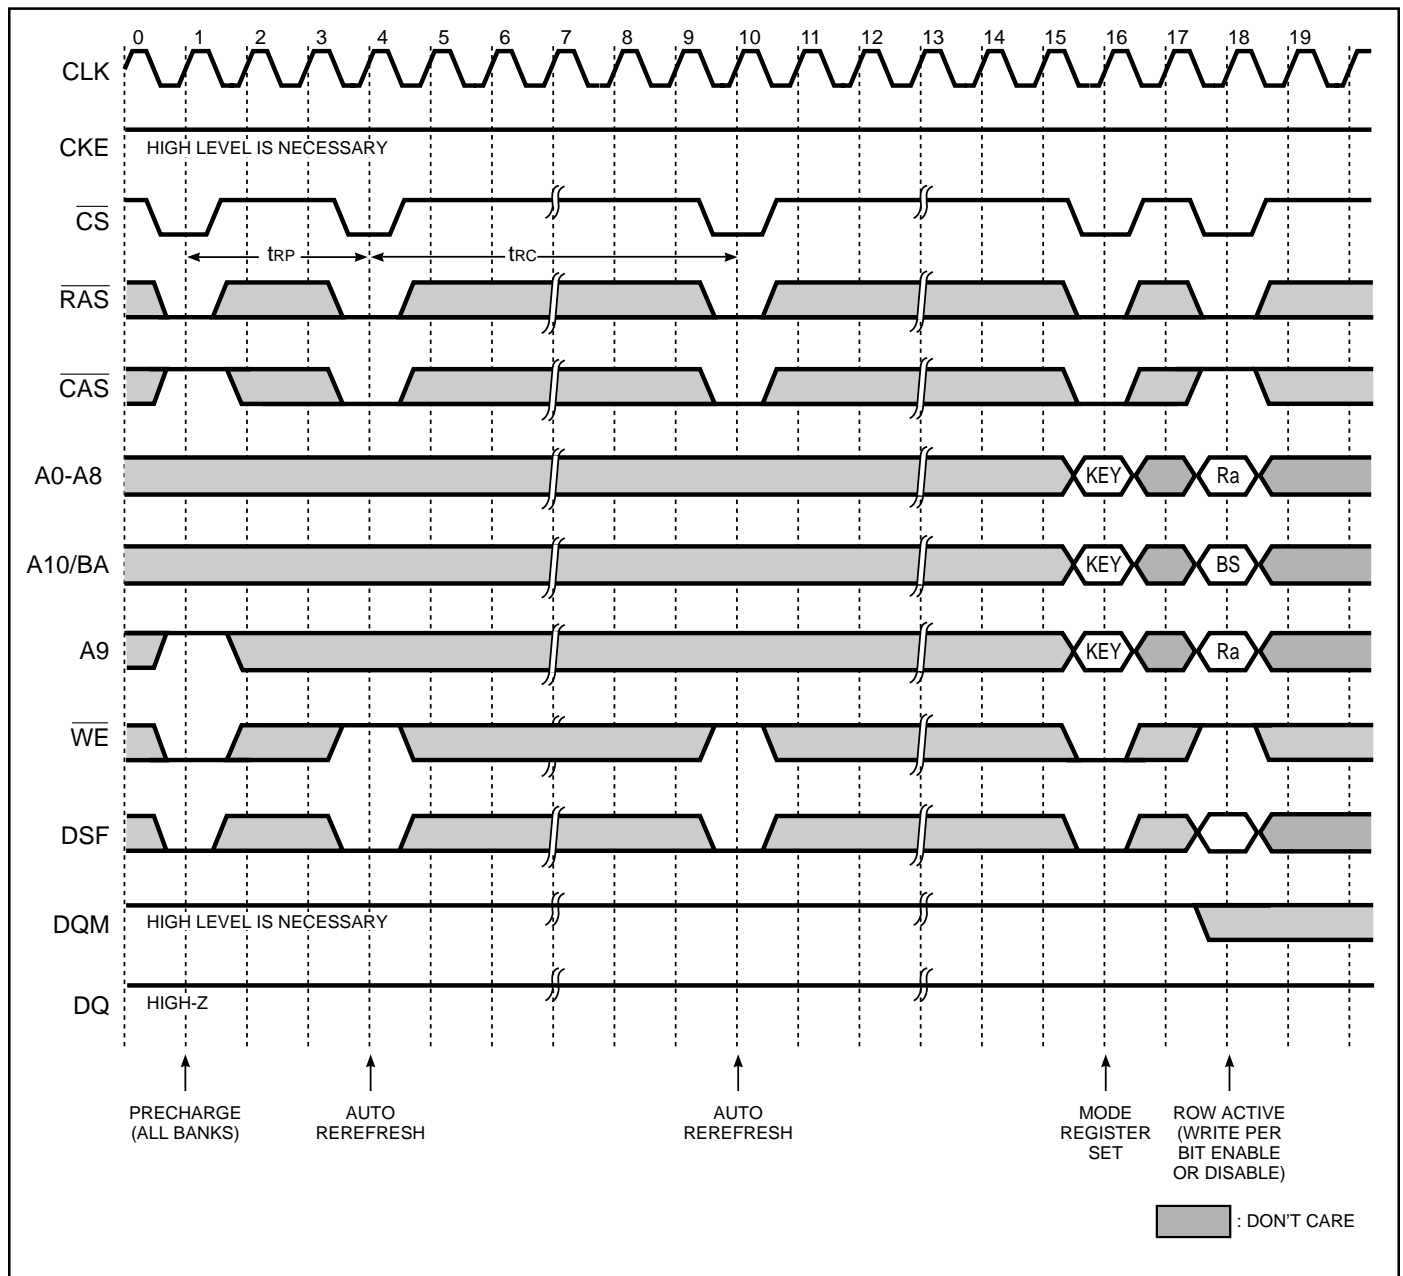 0 1 2 3 4 5 6 7 8 9 10 11 12 13 14 15 16 17 18 19
CLK
CKE HIGH LEVEL IS NECESSARY
CS
tRP tRC
RAS
CAS
A0-A8 KEY Ra
A10/BA KEY BS
A9 KEY Ra
WE
DSF
DQM HIGH LEVEL IS NECESSARY
DQ HIGH-Z
PRECHARGE
(ALL BANKS)
AUTO
REREFRESH
AUTO
REREFRESH
MODE
REGISTER
SET
ROW ACTIVE
(WRITE PER
BIT ENABLE
OR DISABLE)
: DON'T CARE